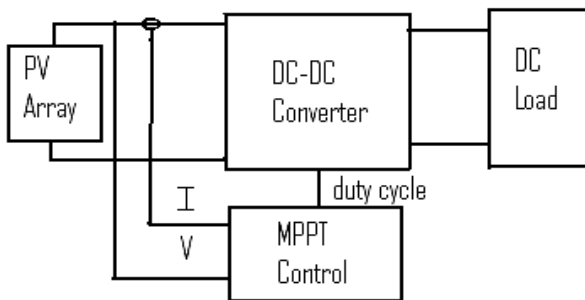 PV
Array
DC-DC
Converter
DC
Load
duty cycle
I
V
MPPT
Control